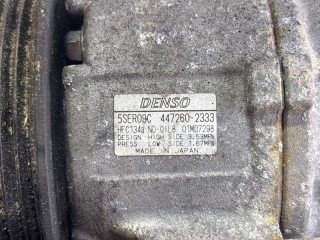 DENSO
5SER09C 447260-2333
HFC134a ND-OIL8 01M07298
DESIGN HIGH SIDE 3.53MPa
PRESS LOW SIDE 1.67MPa
MADE IN JAPAN